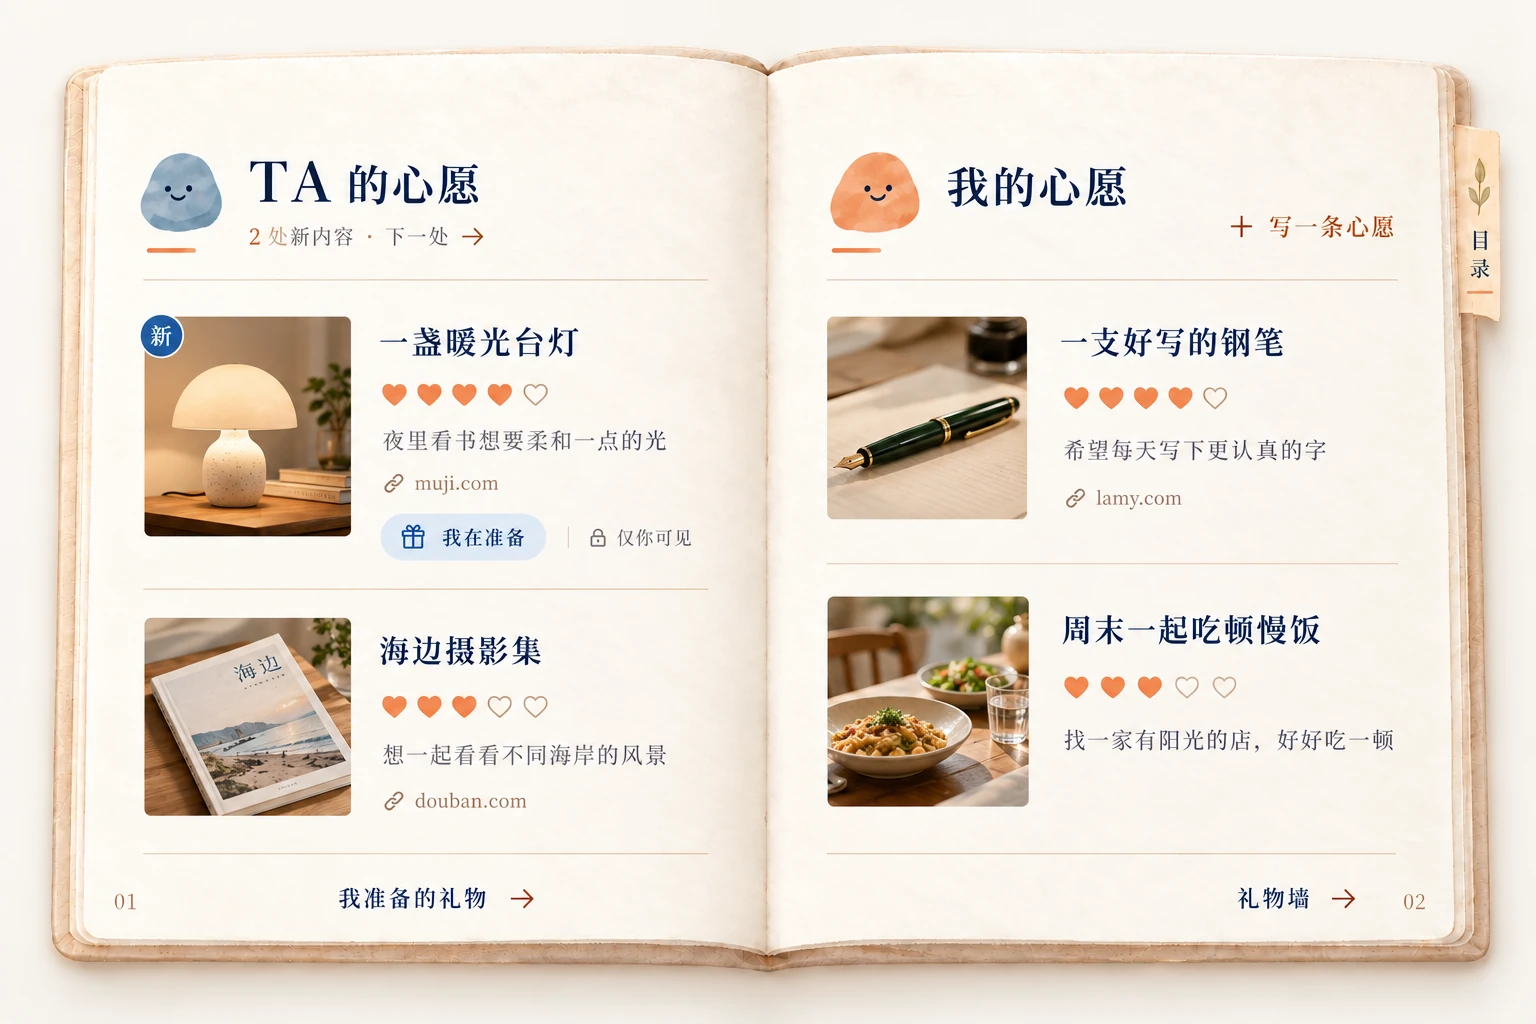 TA 的心愿
2 处新内容 · 下一处 →
新
一盏暖光台灯
夜里看书想要柔和一点的光
muji.com
我在准备
仅你可见
海边
海边摄影集
想一起看看不同海岸的风景
douban.com
01
我准备的礼物 →
我的心愿
+ 写一条心愿
目录
一支好写的钢笔
希望每天写下更认真的字
lamy.com
周末一起吃顿慢饭
找一家有阳光的店，好好吃一顿
礼物墙 →
02